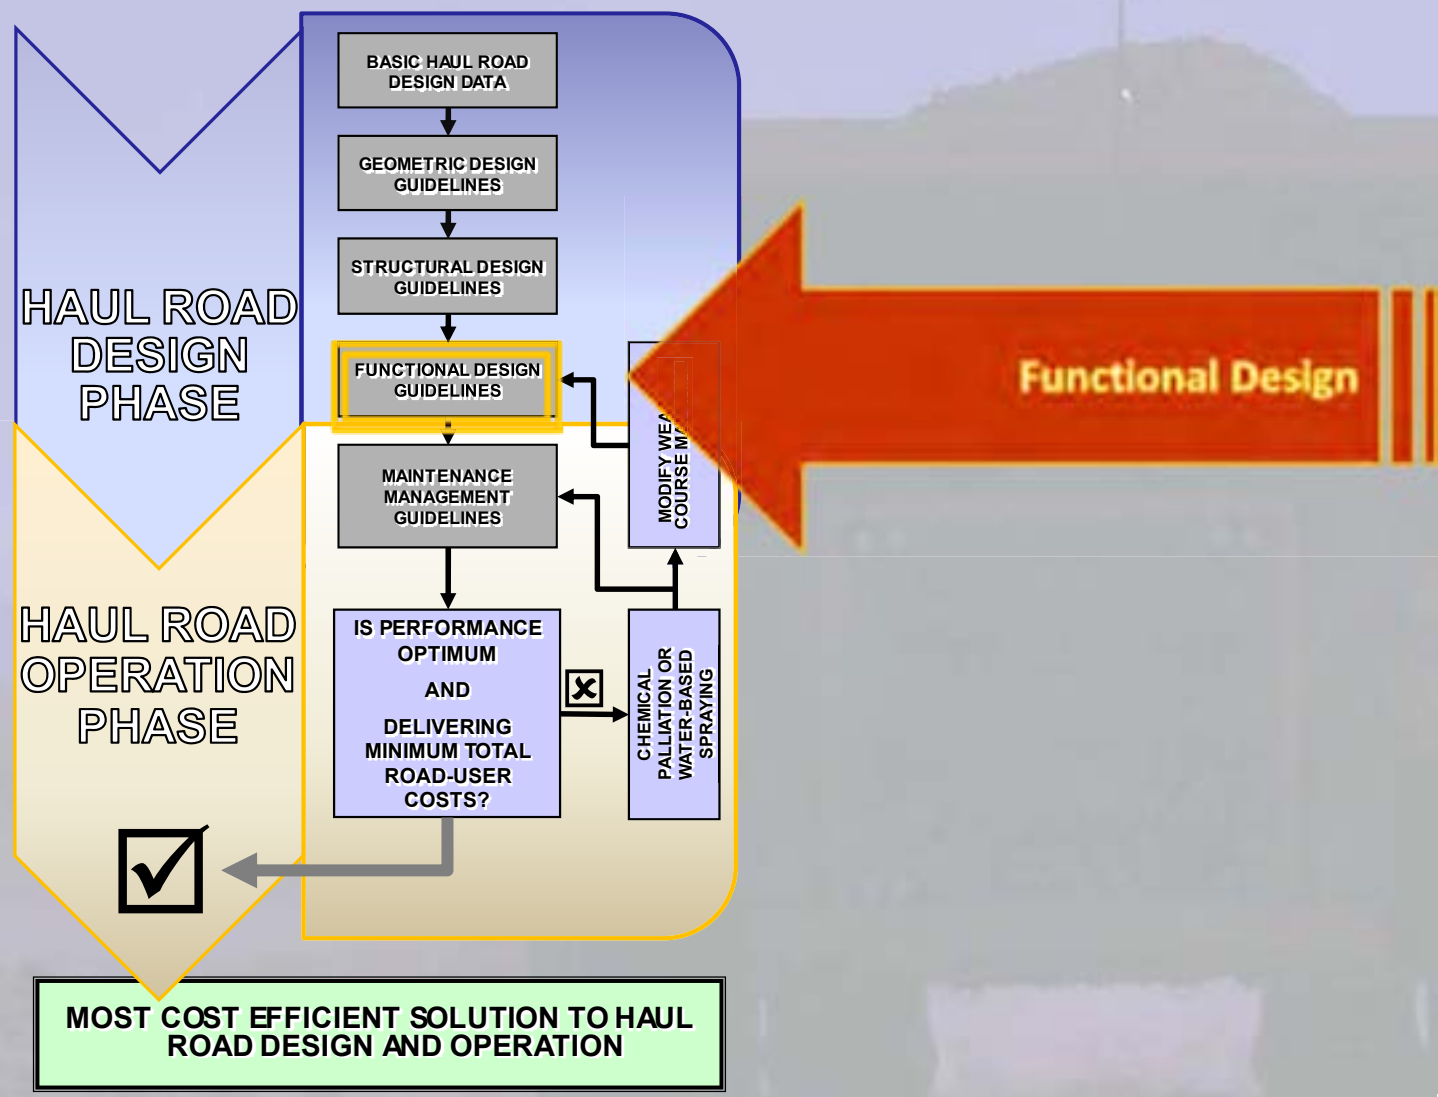 BASIC HAUL ROAD
DESIGN DATA
GEOMETRIC DESIGN
GUIDELINES
STRUCTURAL DESIGN
GUIDELINES
HAUL ROAD
DESIGN
PHASE
FUNCTIONAL DESIGN
GUIDELINES
MODIFY
COURSE
Functional Design
MAINTENANCE
MANAGEMENT
GUIDELINES
HAUL ROAD
OPERATION
PHASE
IS PERFORMANCE
OPTIMUM
AND
DELIVERING
MINIMUM TOTAL
ROAD-USER
COSTS?
CHEMICAL
PALLIATION OR
WATER-BASED
SPRAYING
MOST COST EFFICIENT SOLUTION TO HAUL
ROAD DESIGN AND OPERATION